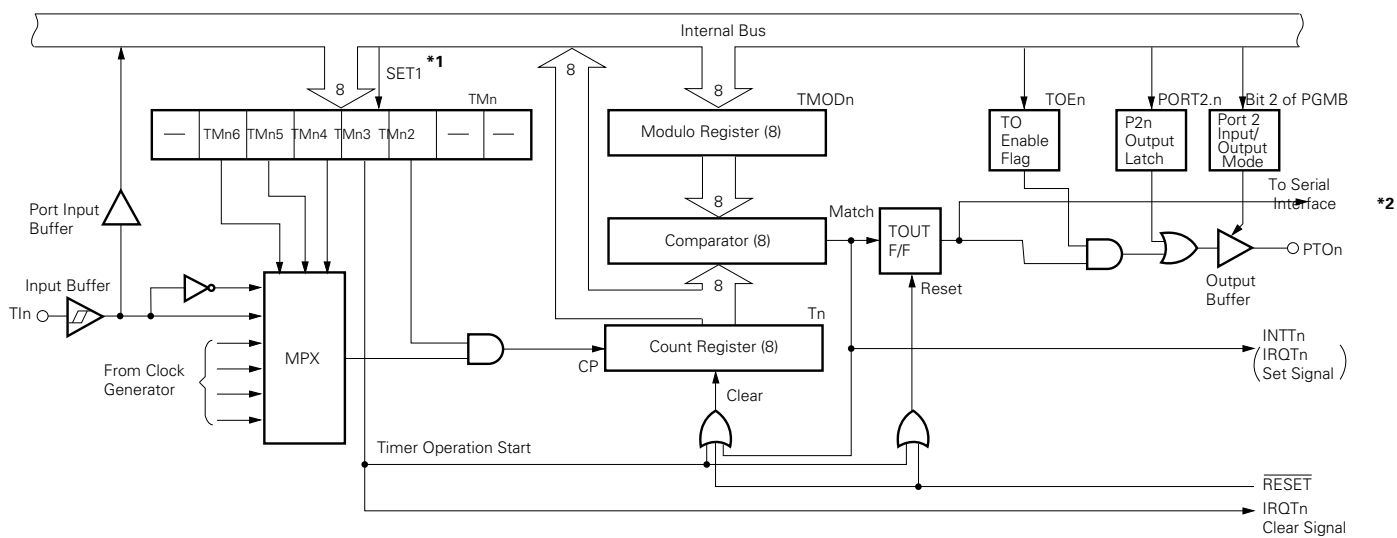 Internal Bus
8
SET1
*1
8
8
TMn
TMODn
TOEn
PORT2.n
Bit 2 of PGMB
—
TMn6
TMn5
TMn4
TMn3
TMn2
—
—
Modulo Register (8)
TO
Enable
Flag
P2n
Output
Latch
Port 2
Input/
Output
Mode
8
To Serial
Interface
*2
Port Input
Buffer
Match
Comparator (8)
TOUT
F/F
PTOn
Output
Buffer
8
Reset
Input Buffer
TIn
Tn
MPX
Count Register (8)
CP
INTTn
(IRQTn
Set Signal)
From Clock
Generator
Clear
Timer Operation Start
RESET
IRQTn
Clear Signal